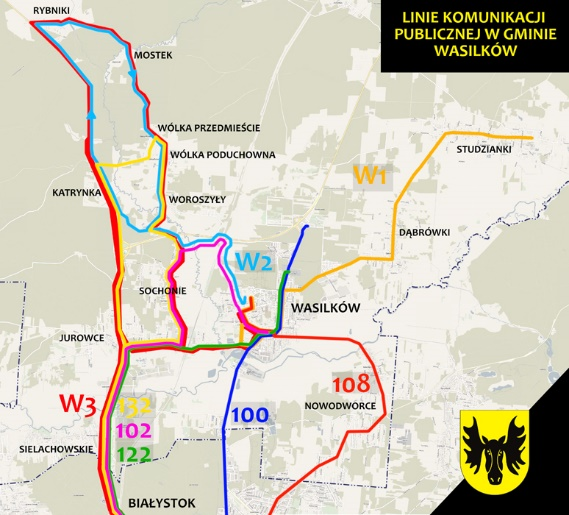 LINIE KOMUNIKACJI
PUBLICZNEJ W GMINIE
WASILKÓW
RYBNIKI
MOSTEK
WÓLKA PRZEDMIEŚCIE
WÓLKA PODUCHOWNA
STUDZIANKI
W1
KATRYNKA
WOROSZYŁY
DĄBRÓWKI
W2
SOCHONIE
WASILKÓW
JUROWCE
108
W3
132
NOWODWORCE
100
102
SIELACHOWSKIE
122
BIAŁYSTOK